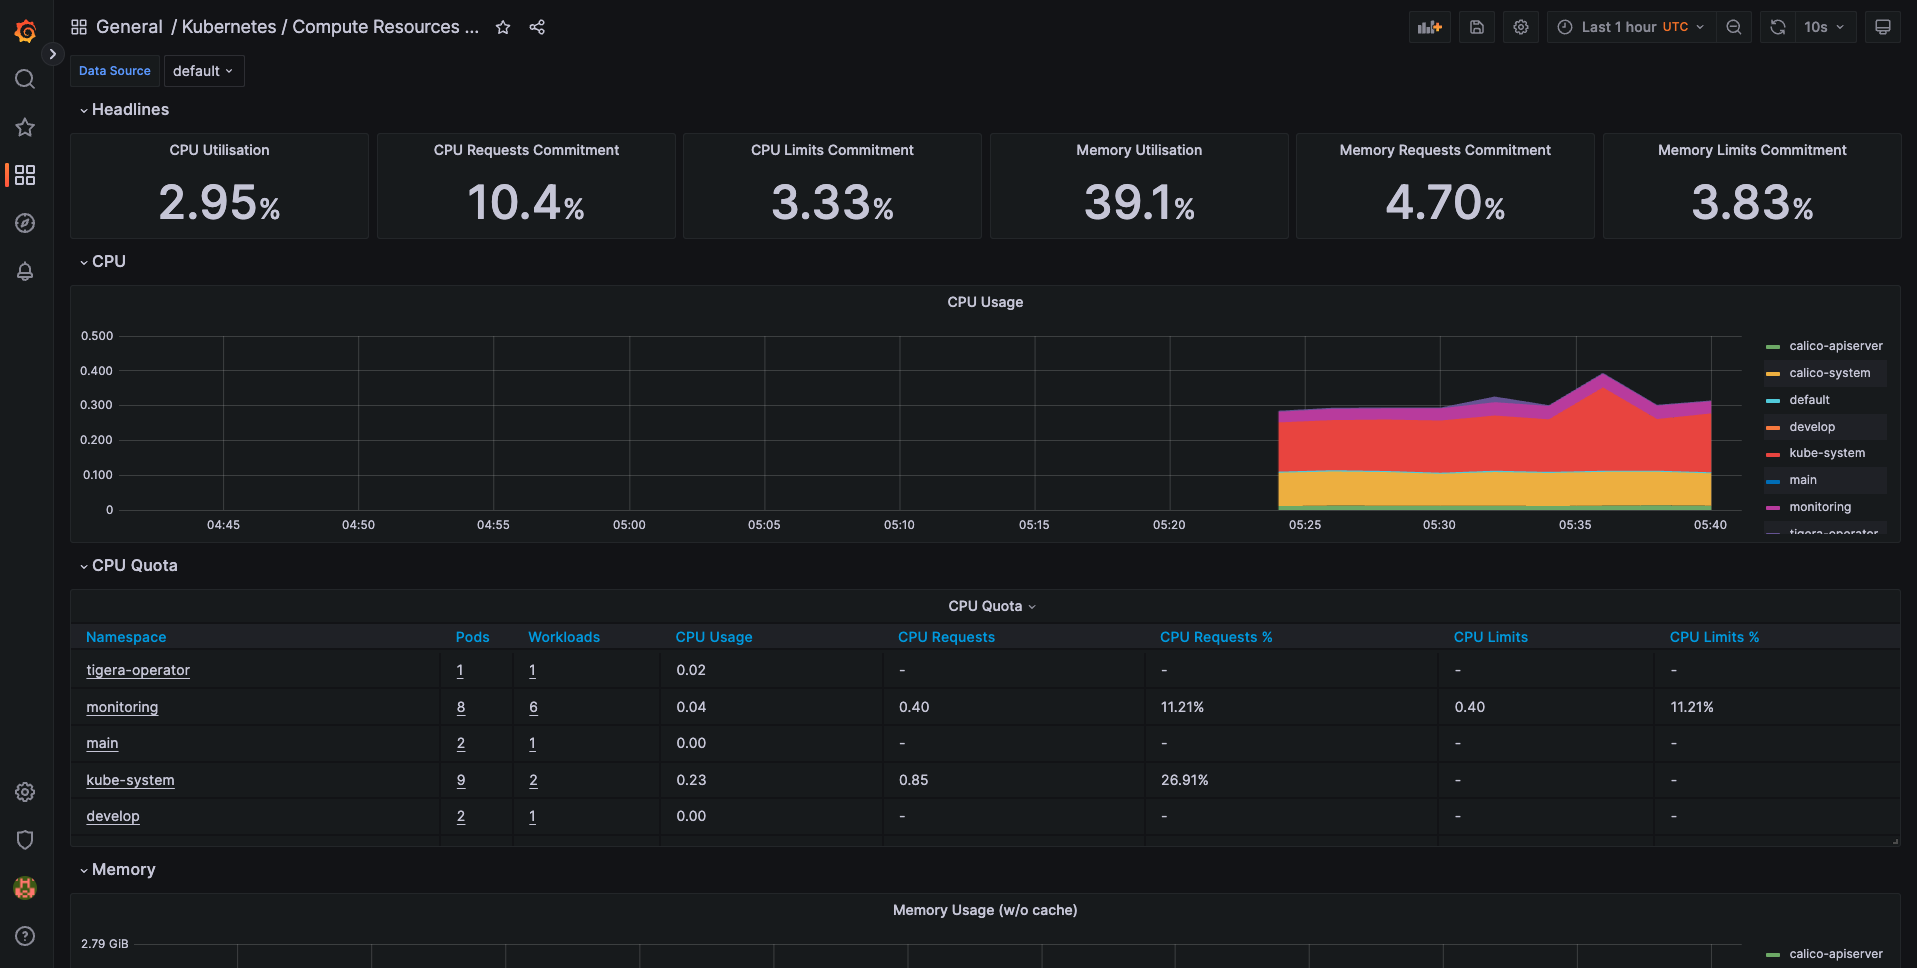 General / Kubernetes / Compute Resources ...
Last 1 hour UTC
10s
Data Source
default
Headlines
CPU Utilisation
2.95%
CPU Requests Commitment
10.4%
CPU Limits Commitment
3.33%
Memory Utilisation
39.1%
Memory Requests Commitment
4.70%
Memory Limits Commitment
3.83%
CPU
CPU Usage
0.500
0.400
0.300
0.200
0.100
0
04:45 04:50 04:55 05:00 05:05 05:10 05:15 05:20 05:25 05:30 05:35 05:40
calico-apiserver
calico-system
default
develop
kube-system
main
monitoring
tigera-operator
CPU Quota
CPU Quota
Namespace Pods Workloads CPU Usage CPU Requests CPU Requests % CPU Limits CPU Limits %
tigera-operator 1 1 0.02 - - - -
monitoring 8 6 0.04 0.40 11.21% 0.40 11.21%
main 2 1 0.00 - - - -
kube-system 9 2 0.23 0.85 26.91% - -
develop 2 1 0.00 - - - -
Memory
Memory Usage (w/o cache)
2.79 GiB
calico-apiserver